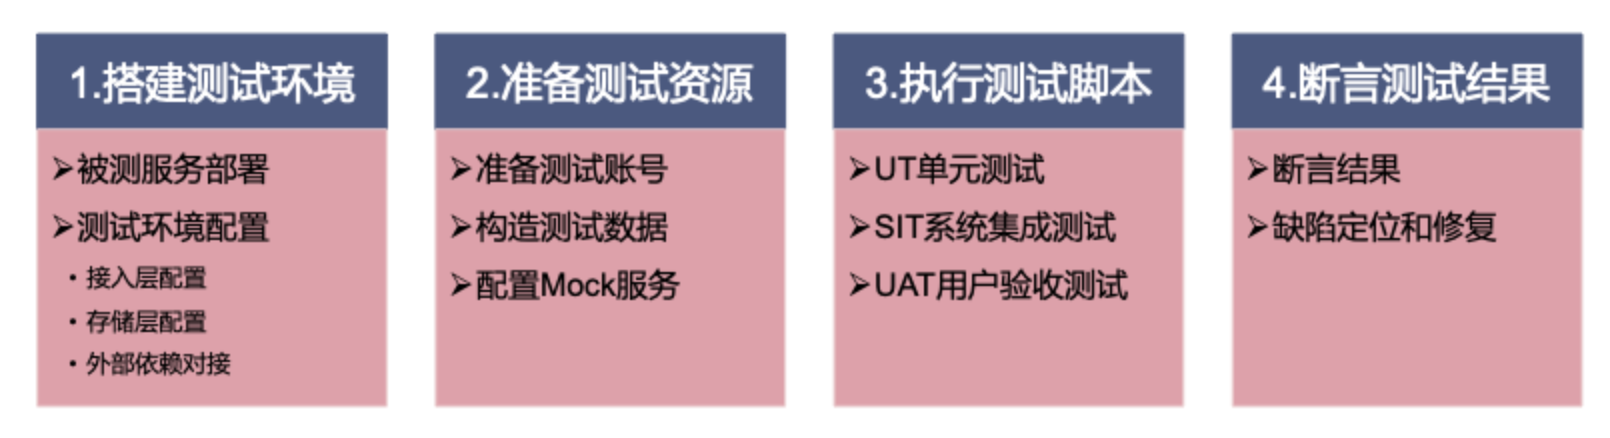 1.搭建测试环境
➢被测服务部署
➢测试环境配置
• 接入层配置
• 存储层配置
• 外部依赖对接
2.准备测试资源
➢准备测试账号
➢构造测试数据
➢配置Mock服务
3.执行测试脚本
➢UT单元测试
➢SIT系统集成测试
➢UAT用户验收测试
4.断言测试结果
➢断言结果
➢缺陷定位和修复